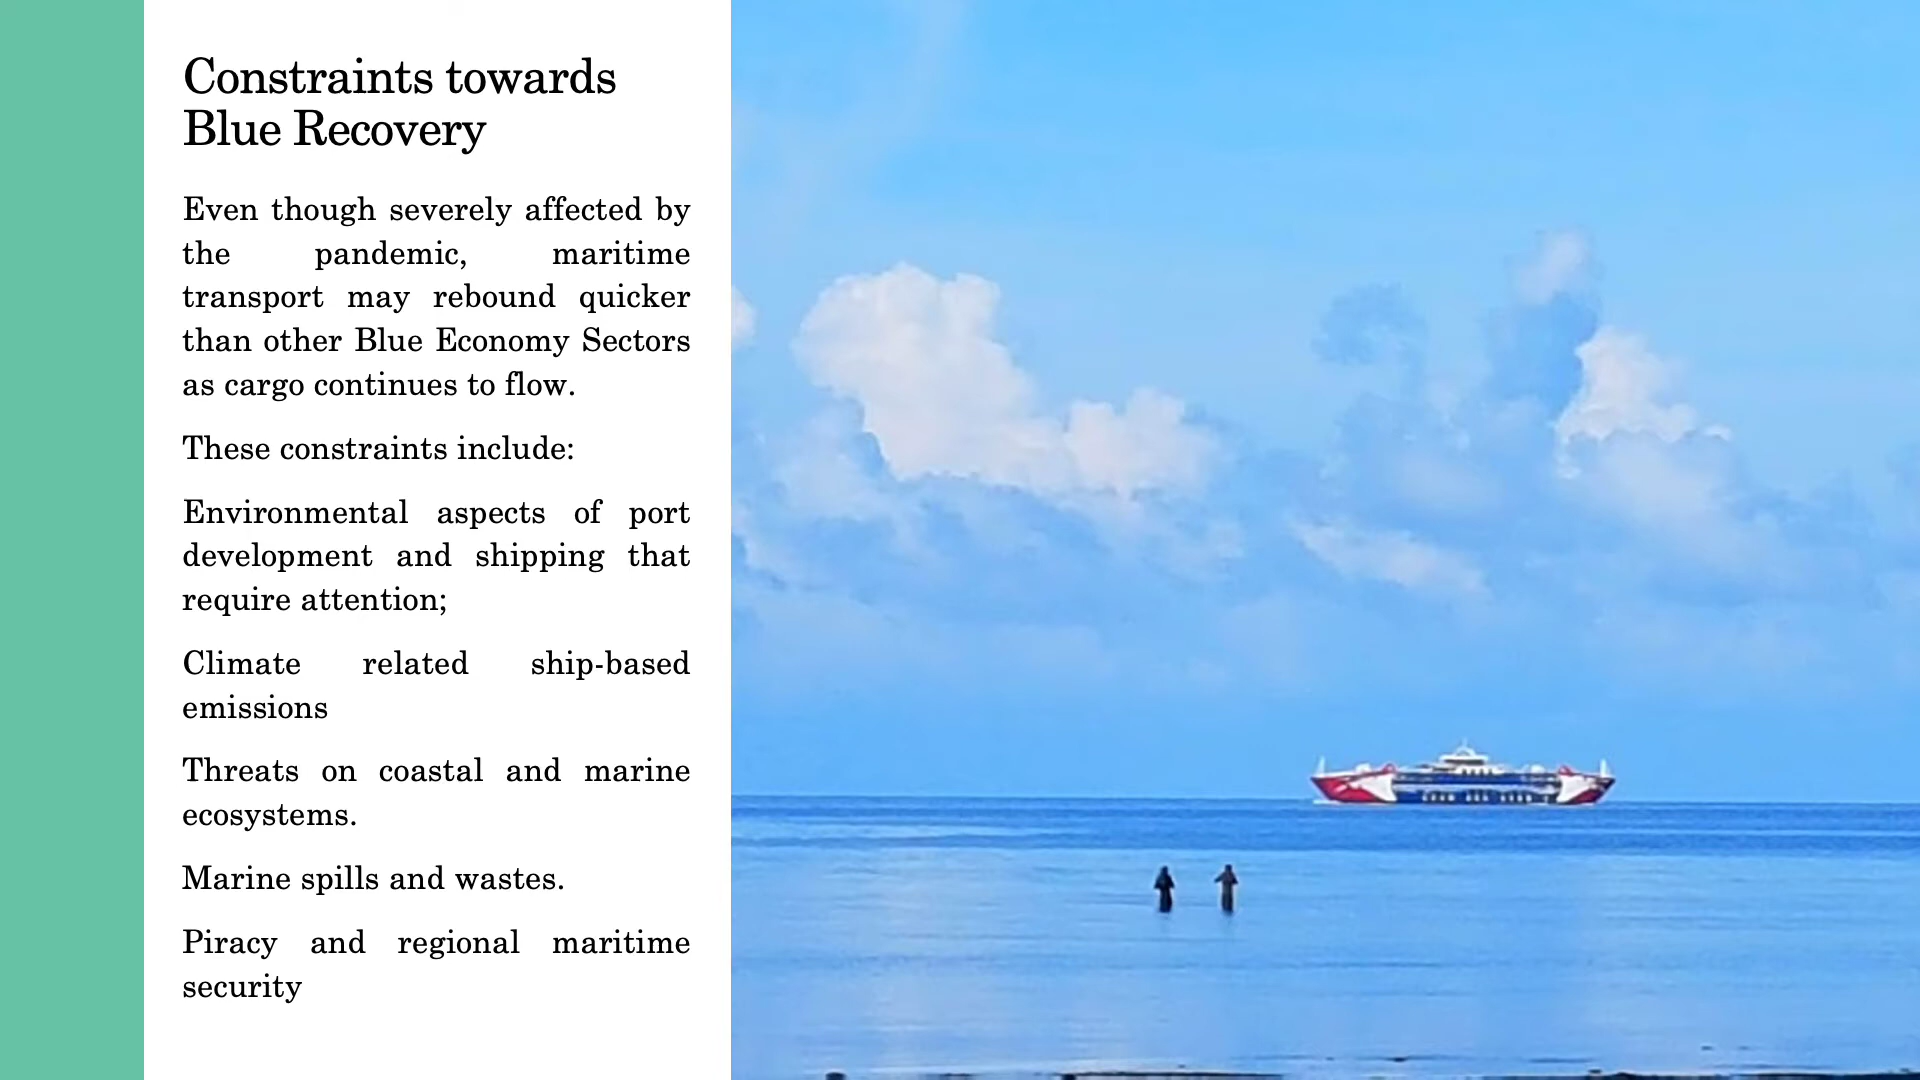 Constraints towards
Blue Recovery
Even though severely affected by
the pandemic, maritime
transport may rebound quicker
than other Blue Economy Sectors
as cargo continues to flow.
These constraints include:
Environmental aspects of port
development and shipping that
require attention;
Climate related ship-based
emissions
Threats on coastal and marine
ecosystems.
Marine spills and wastes.
Piracy and regional maritime
security